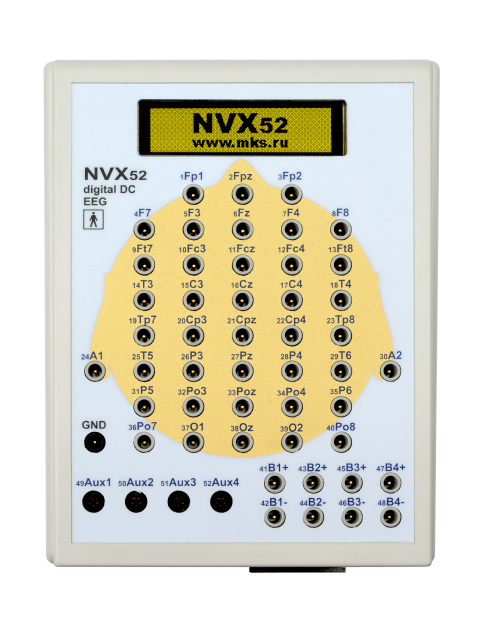 NVX52
www.mks.ru
NVX52
digital DC
EEG
1Fp1 2Fpz 3Fp2
4F7 5F3 6Fz 7F4 8F8
9Ft7 10Fc3 11Fcz 12Fc4 13Ft8
14T3 15C3 16Cz 17C4 18T4
19Tp7 20Cp3 21Cpz 22Cp4 23Tp8
24A1 25T5 26P3 27Pz 28P4 29T6 30A2
31P5 32Po3 33Poz 34Po4 35P6
GND 36Po7 37O1 38Oz 39O2 40Po8
41B1+ 43B2+ 45B3+ 47B4+
49Aux1 50Aux2 51Aux3 52Aux4
42B1- 44B2- 46B3- 48B4-